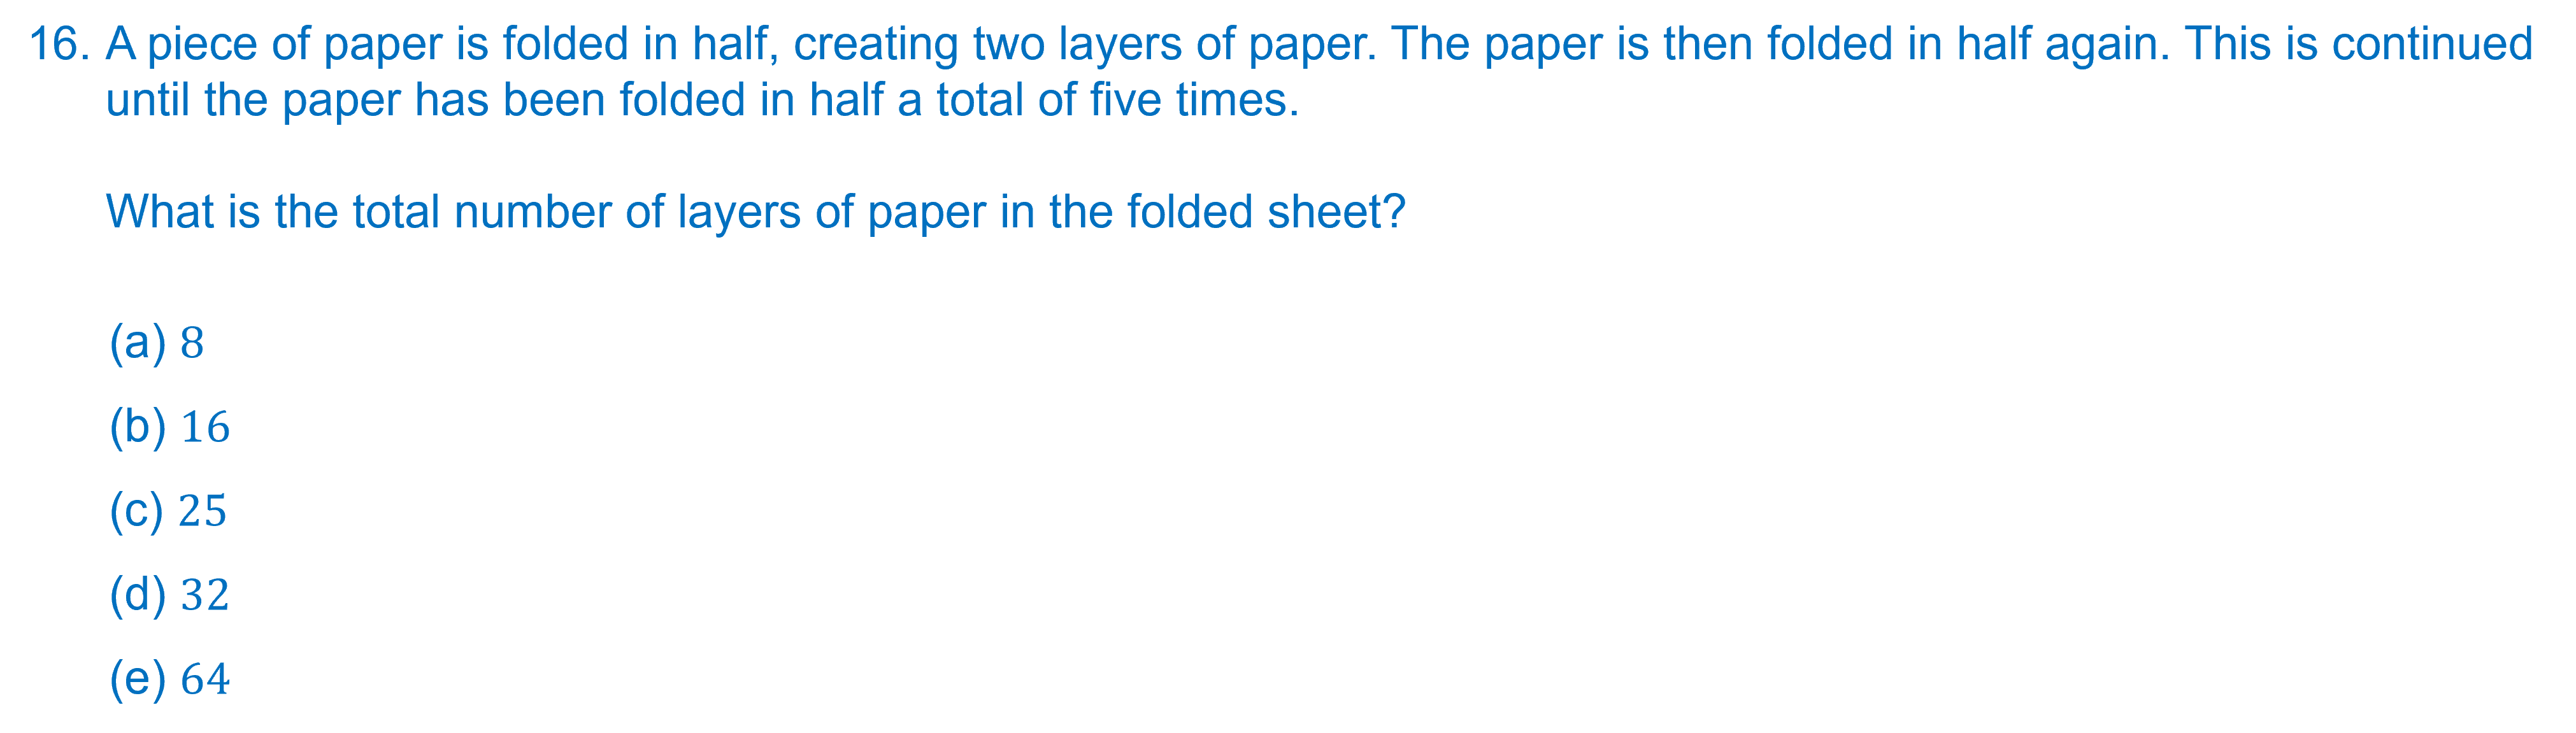 16. A piece of paper is folded in half, creating two layers of paper. The paper is then folded in half again. This is continued
until the paper has been folded in half a total of five times.
What is the total number of layers of paper in the folded sheet?
(a) 8
(b) 16
(c) 25
(d) 32
(e) 64